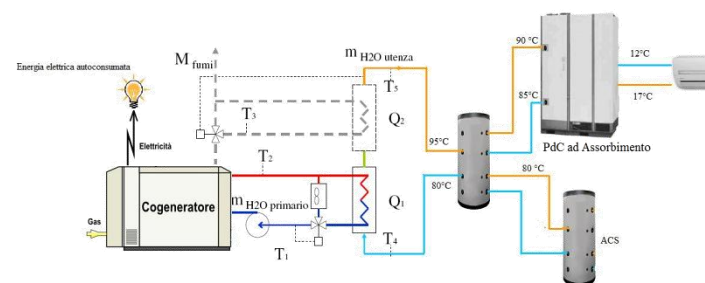 Energia elettrica autoconsumata
Elettricità
Gas
Cogeneratore
M fumi
m H2O utenza
T5
T3
Q2
T2
m H2O primario
Q1
T1
T4
95°C
80°C
90 °C
85°C
12°C
17°C
PdC ad Assorbimento
80 °C
ACS